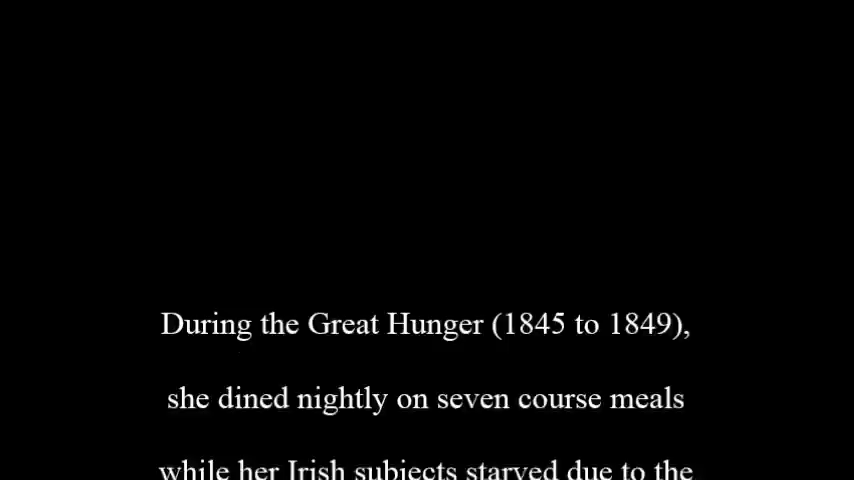 During the Great Hunger (1845 to 1849),
she dined nightly on seven course meals
while her Irish subjects starved due to the